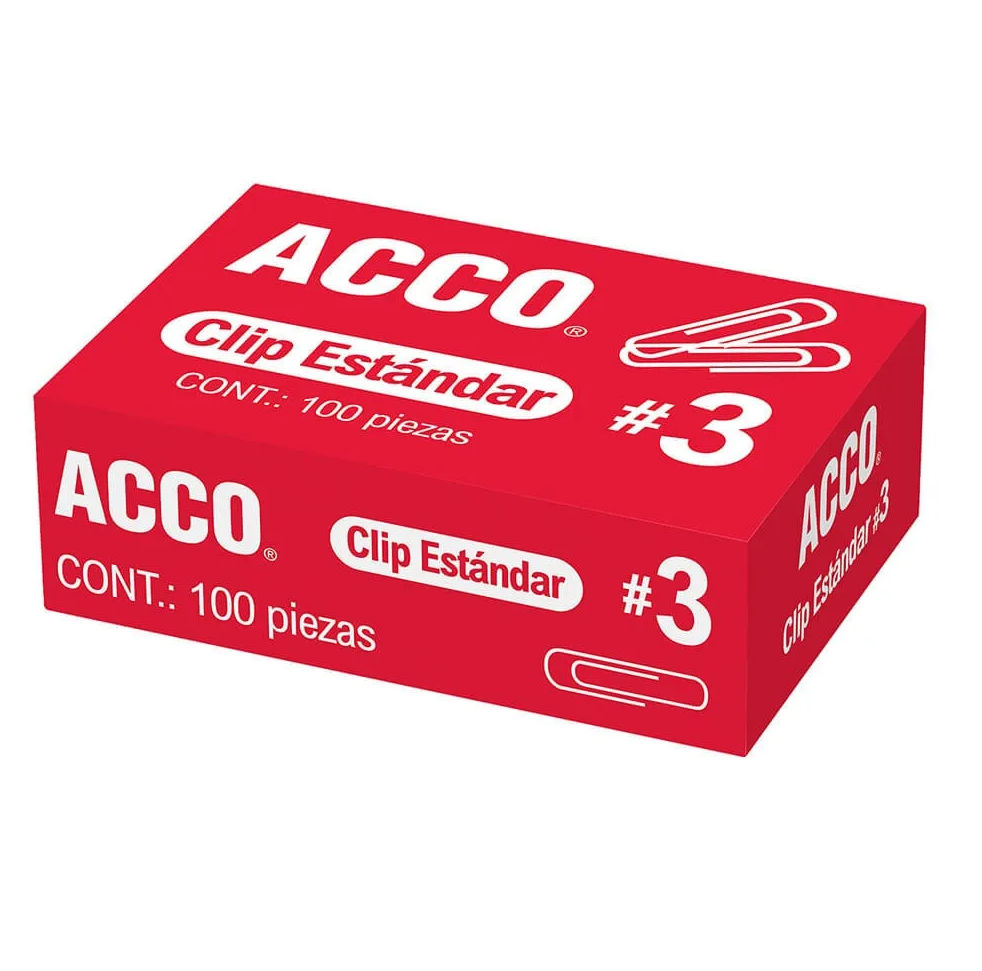 ACCO®
Clip Estándar
CONT.: 100 piezas
#3
ACCO®
CONT.: 100 piezas
Clip Estándar
#3
ACCO®
Clip Estándar #3